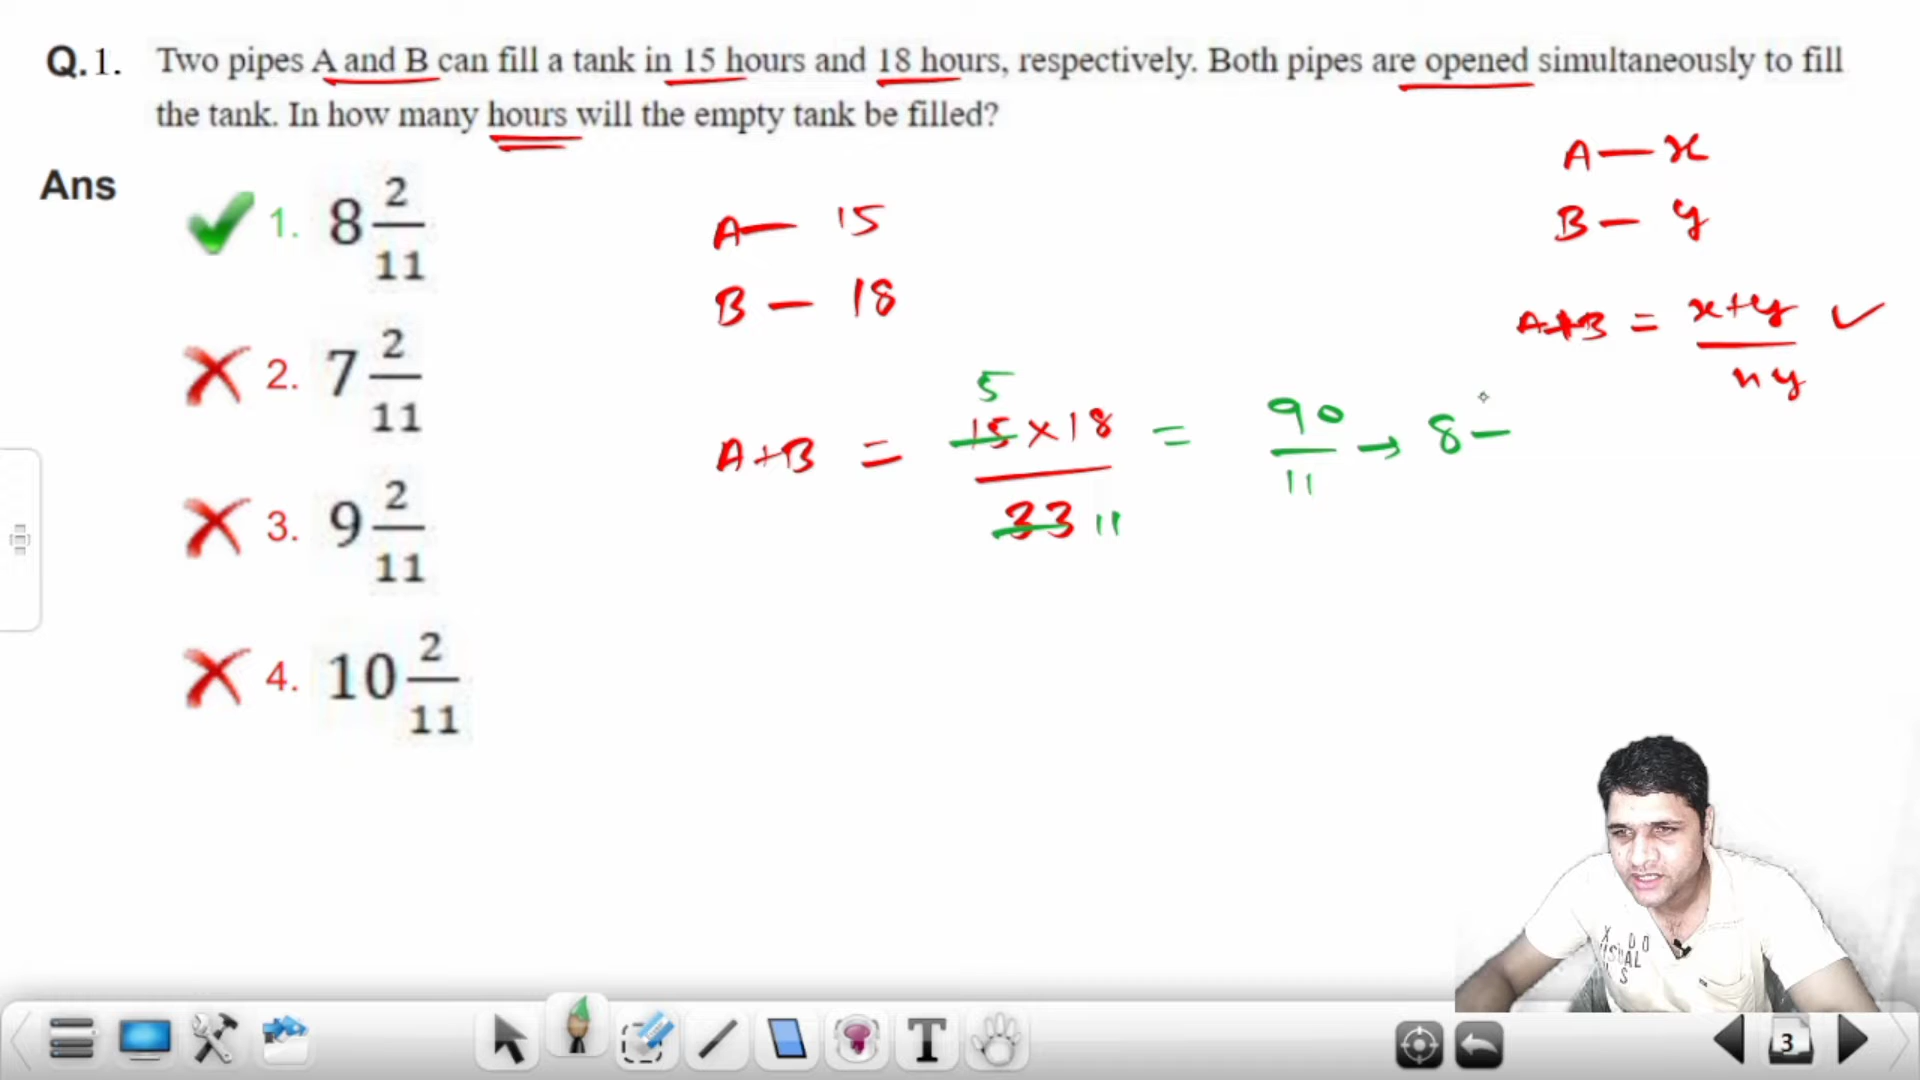 Q.1. Two pipes A and B can fill a tank in 15 hours and 18 hours, respectively. Both pipes are opened simultaneously to fill
the tank. In how many hours will the empty tank be filled?
Ans
1. 8 2/11
2. 7 2/11
3. 9 2/11
4. 10 2/11
A — 15
B — 18
A+B = 15×18/33 = 90/11 → 8 —
5
11
A — x
B — y
A+B = x+y/xy ✓
X D O
USUAL
S
T
3